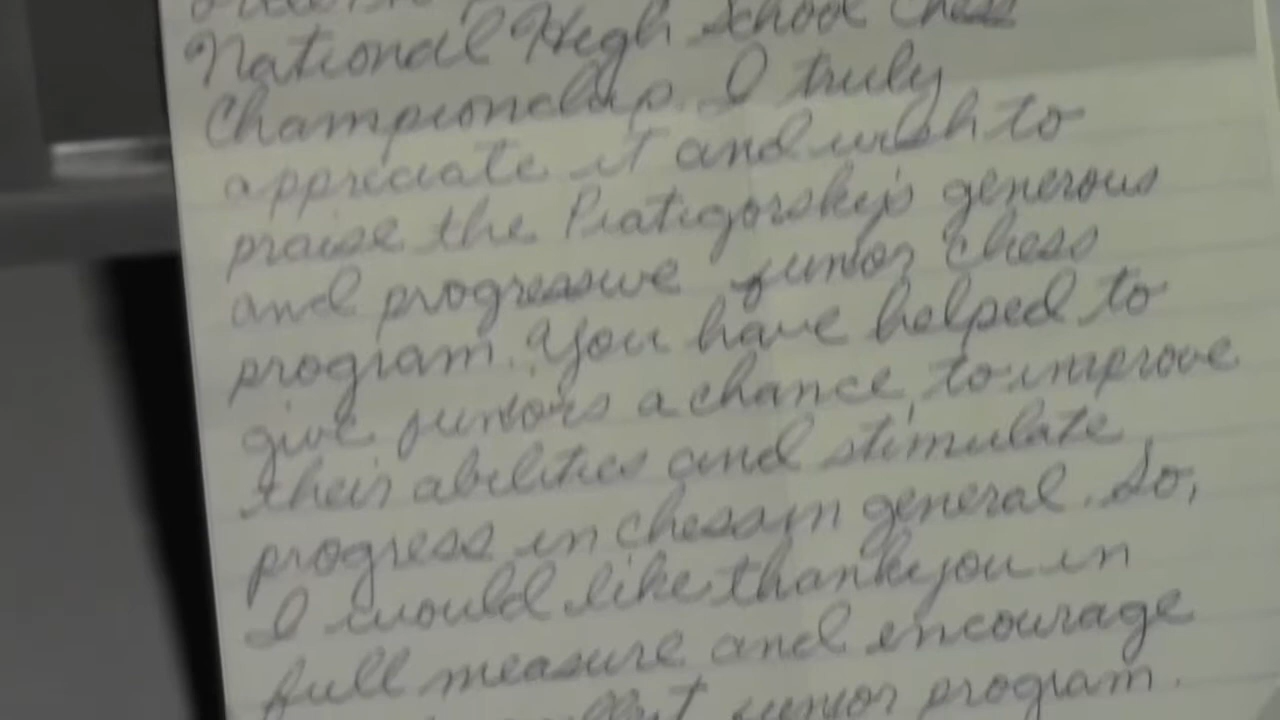 National High School Chess
Championship. I truly
appriciate it and wish to
praise the Piatigorsky's generous
and progressive junior chess
program. You have helped to
give juniors a chance, to improve
their abilities and stimulate
progress in chess in general. So,
I would like thank you in
full measure and encourage
junior program.